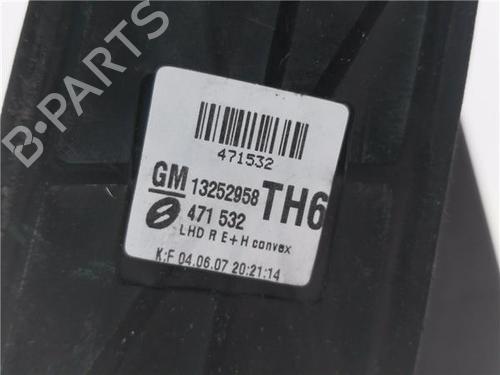 B-PARTS
471532
GM 13252958 TH6
471 532
LHD R E+H convex
K:F 04.06.07 20:21:14